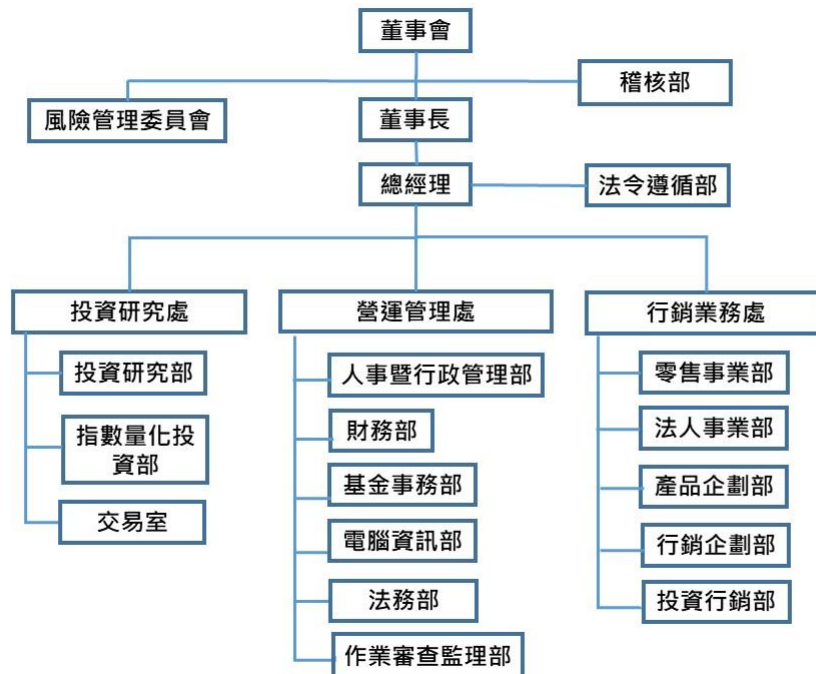 董事會
稽核部
風險管理委員會
董事長
總經理
法令遵循部
投資研究處
營運管理處
行銷業務處
投資研究部
指數量化投
資部
交易室
人事暨行政管理部
財務部
基金事務部
電腦資訊部
法務部
作業審查監理部
零售事業部
法人事業部
產品企劃部
行銷企劃部
投資行銷部